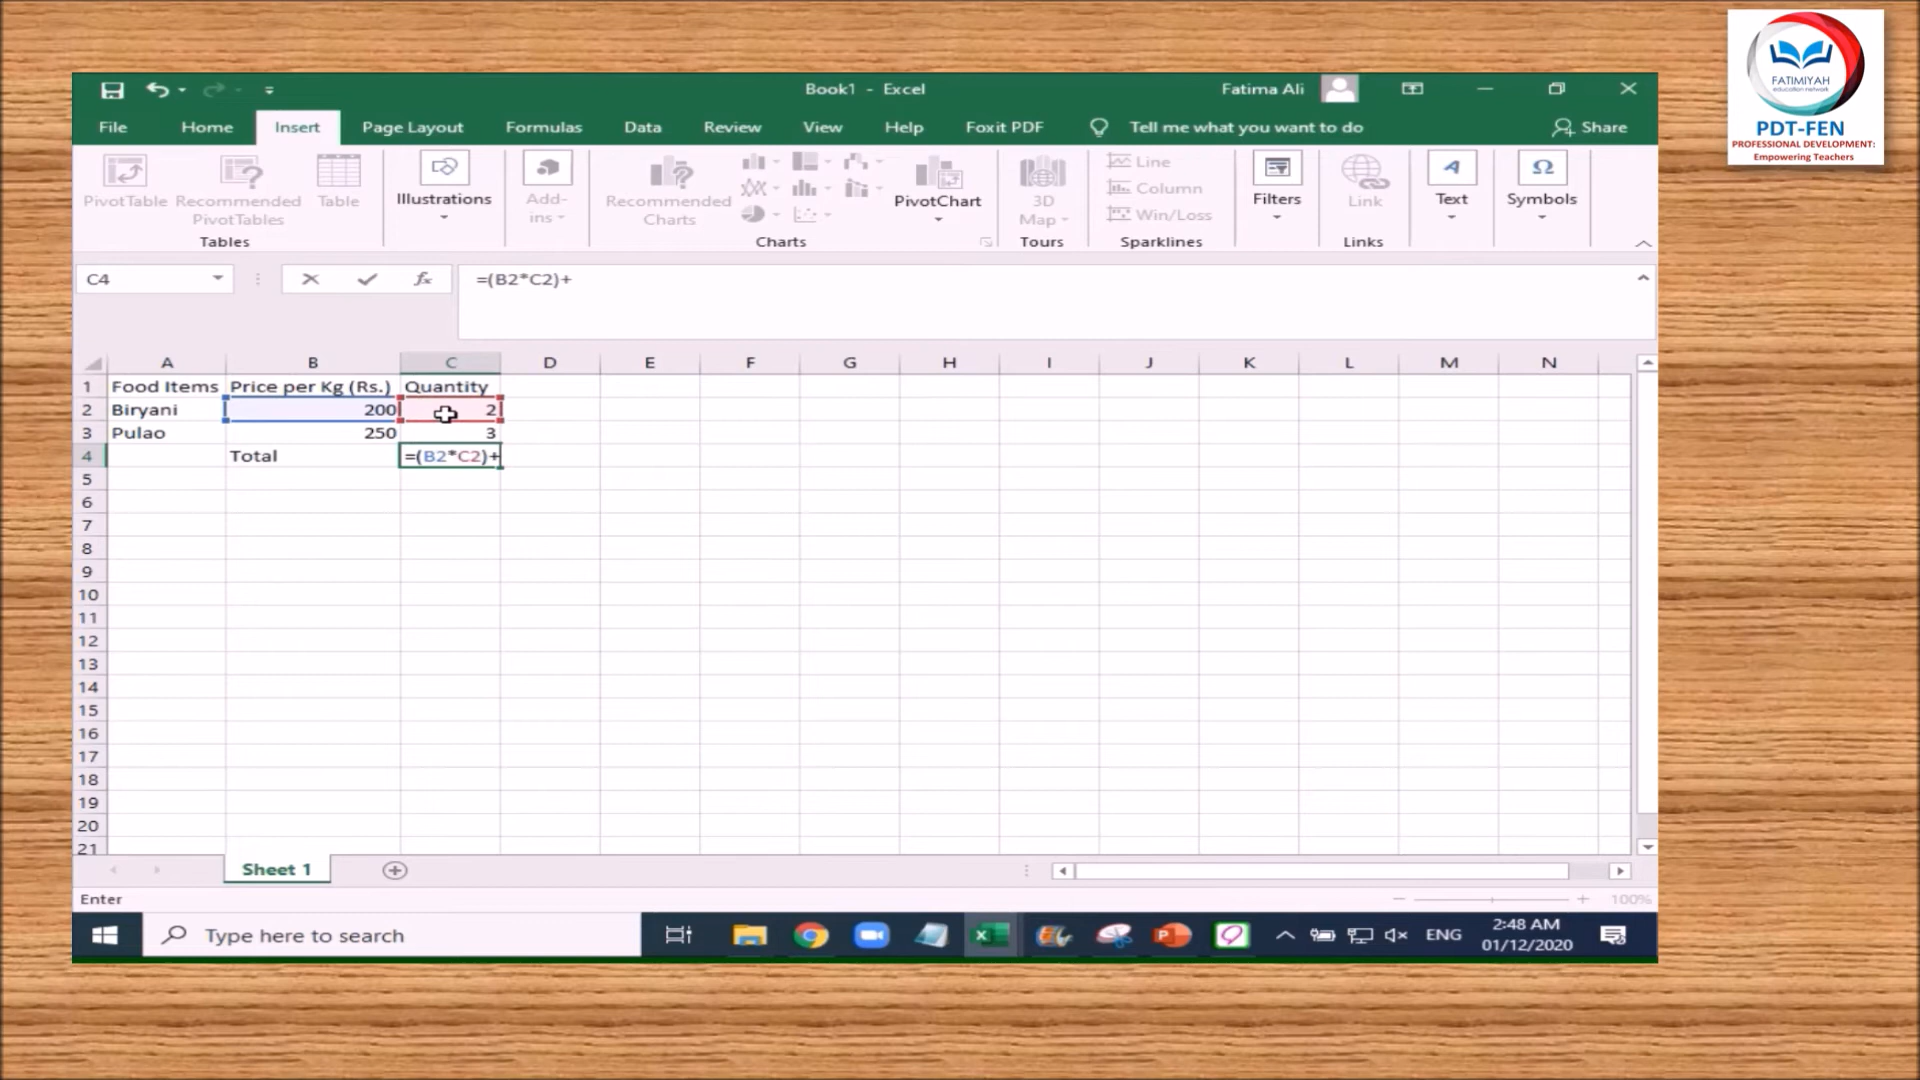 FATIMIYAH
education network
PDT-FEN
PROFESSIONAL DEVELOPMENT:
Empowering Teachers
Book1 - Excel
Fatima Ali
File Home Insert Page Layout Formulas Data Review View Help Foxit PDF Tell me what you want to do Share
PivotTable Recommended PivotTables Table
Tables
Illustrations
Add-ins
Recommended Charts
PivotChart
Charts
3D Map
Tours
Line
Column
Win/Loss
Sparklines
Filters
Link
Links
Text
Ω
Symbols
C4 fx =(B2*C2)+
A B C D E F G H I J K L M N
1 Food Items Price per Kg (Rs.) Quantity
2 Biryani 200 2
3 Pulao 250 3
4 Total =(B2*C2)+
5
6
7
8
9
10
11
12
13
14
15
16
17
18
19
20
21
Sheet 1
Enter
100%
Type here to search
ENG
2:48 AM
01/12/2020